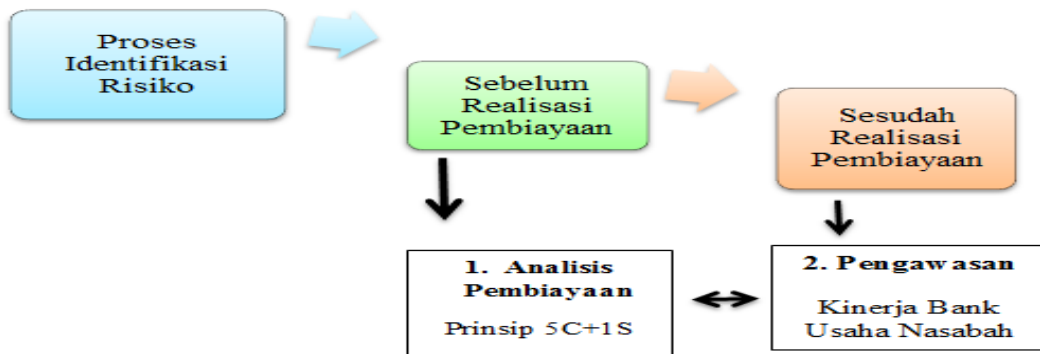 Proses
Identifikasi
Risiko
Sebelum
Realisasi
Pembiayaan
Sesudah
Realisasi
Pembiayaan
1. Analisis
Pembiayaan
Prinsip 5C+1S
2. Pengawasan
Kinerja Bank
Usaha Nasabah